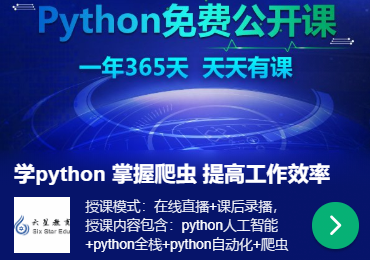 Python免费公开课
一年365天 天天有课
学python 掌握爬虫 提高工作效率
六星教育
Six Star Edu
授课模式：在线直播+课后录播，
授课内容包含：python人工智能
+python全栈+python自动化+爬虫